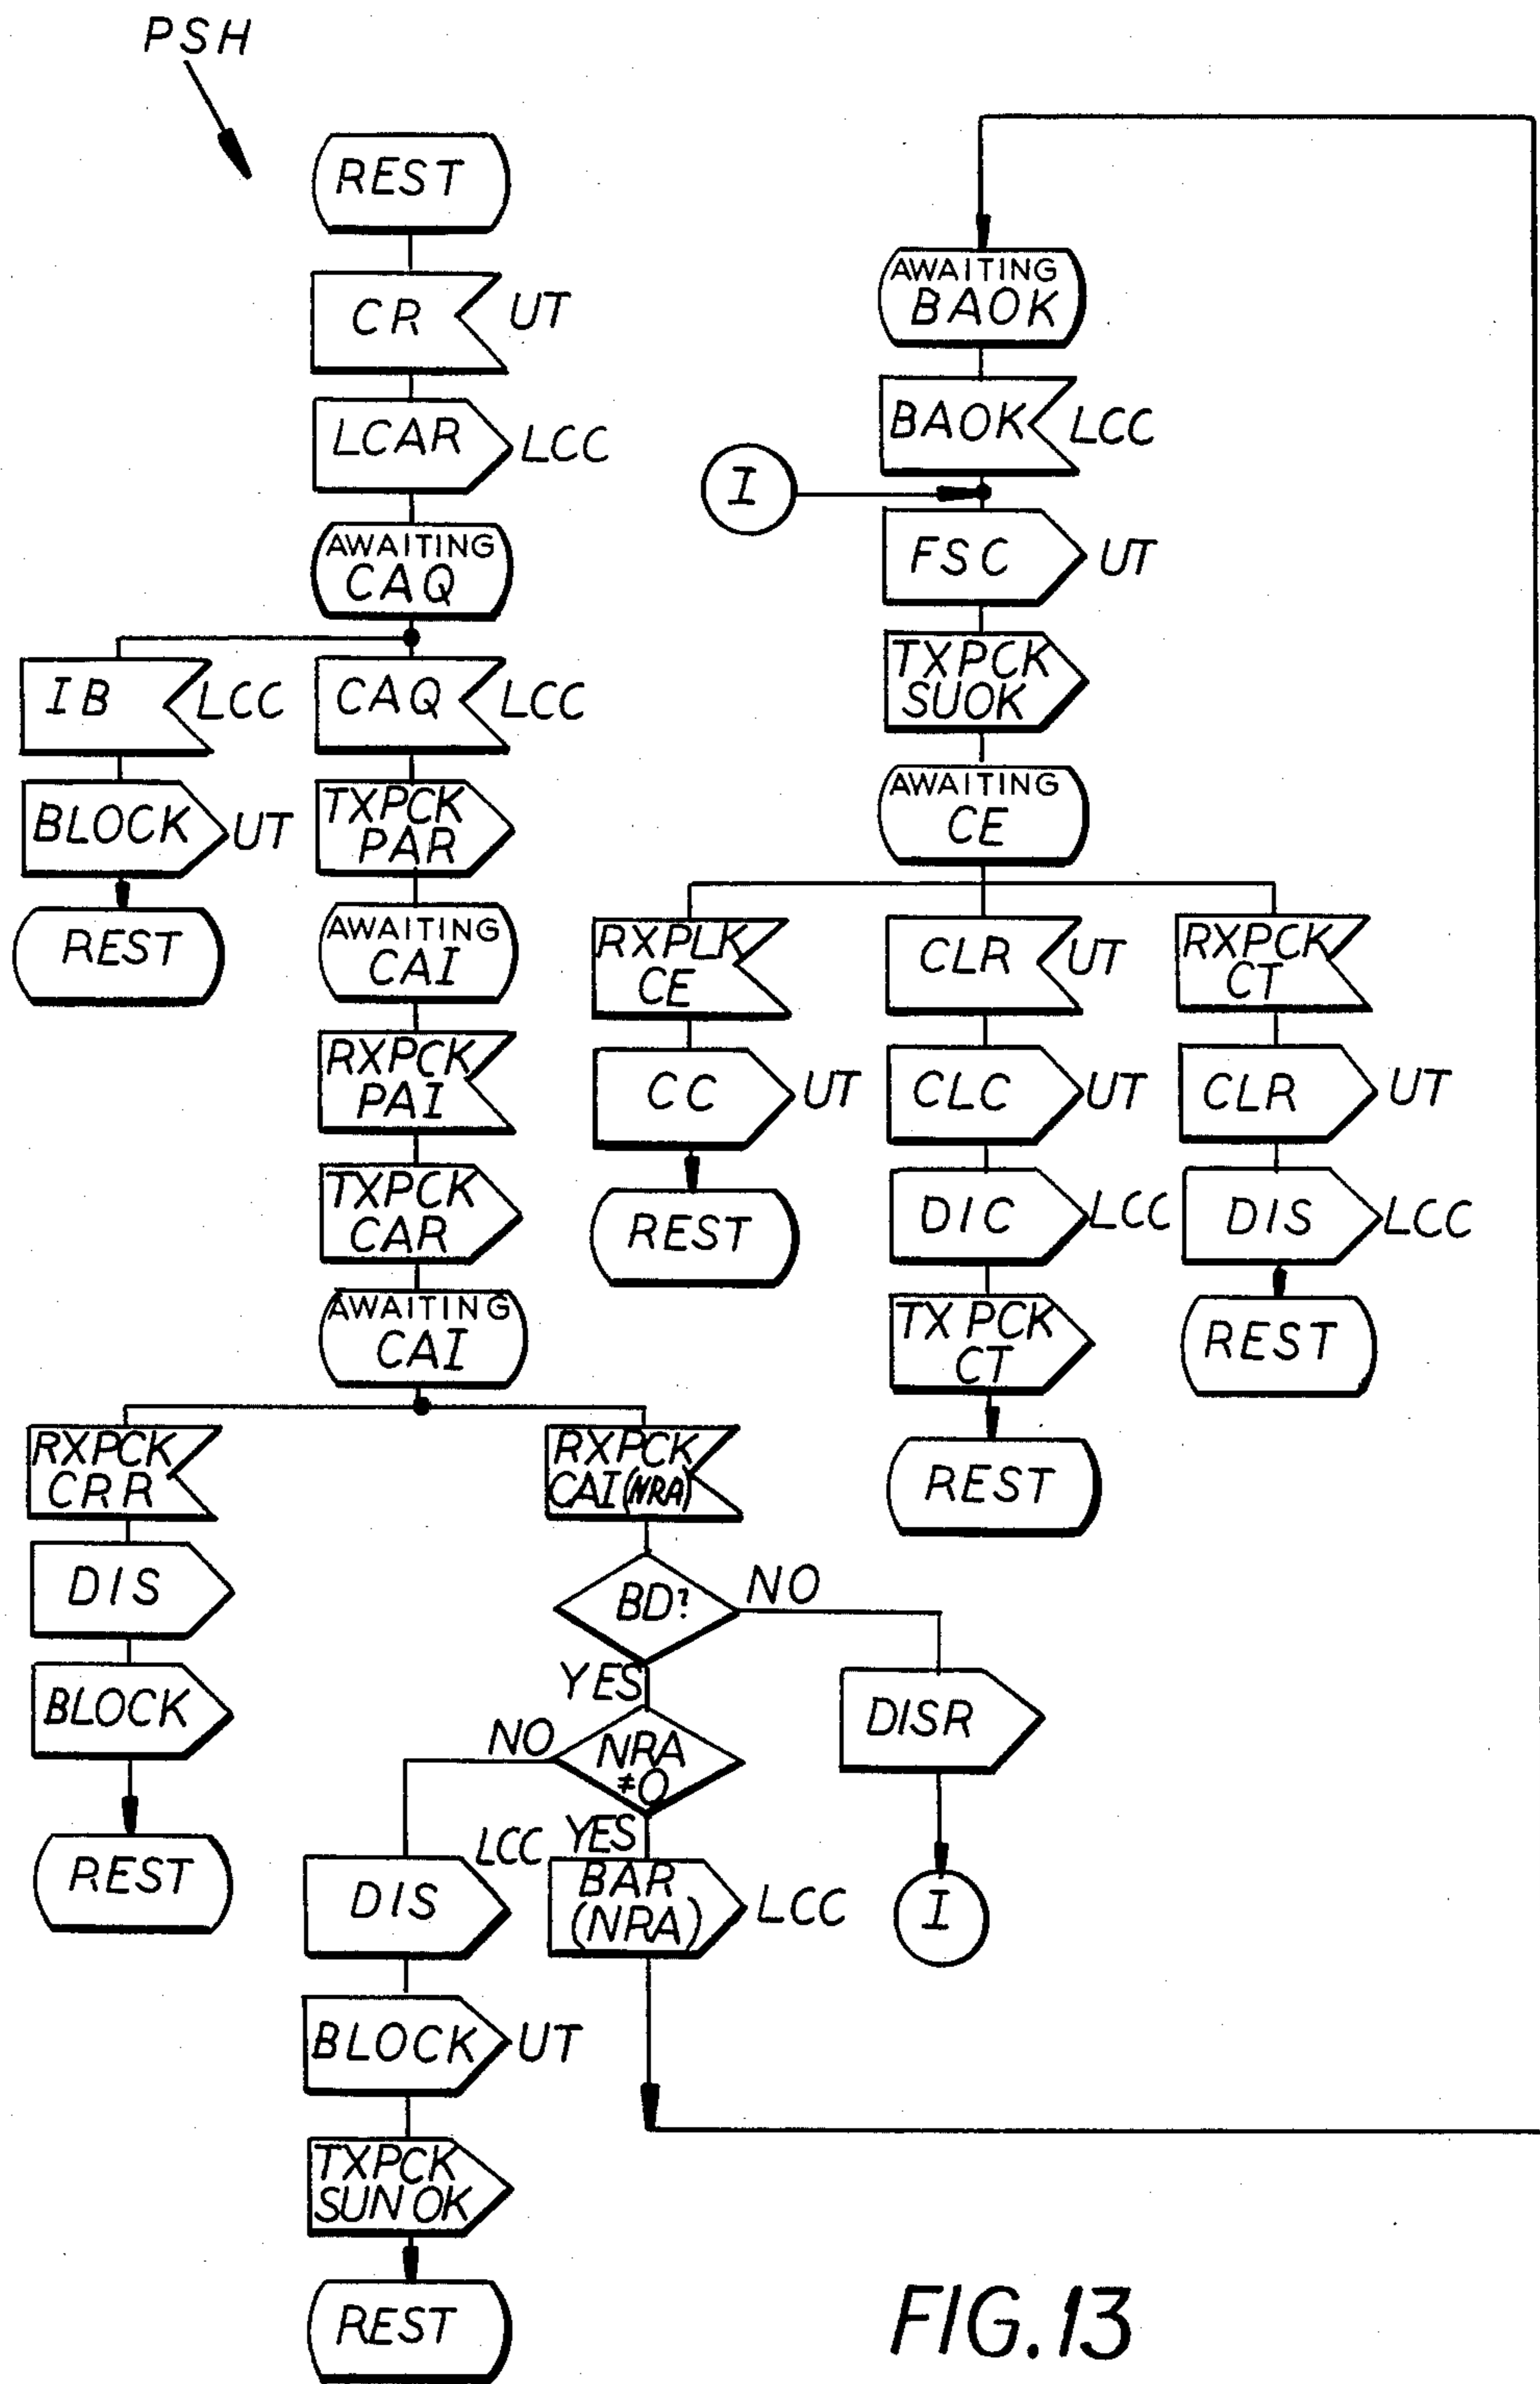 PSH
REST
CR
UT
LCAR
LCC
AWAITING
CAQ
IB
LCC
CAQ
LCC
BLOCK
UT
TXPCK
PAR
REST
AWAITING
CAI
RXPCK
PAI
TXPCK
CAR
AWAITING
CAI
RXPCK
CRR
RXPCK
CAI(NRA)
DIS
BD?
NO
YES
BLOCK
NO
NRA
≠0
DISR
YES
REST
LCC
DIS
BAR
(NRA)
LCC
I
BLOCK
UT
TXPCK
SUN OK
REST
AWAITING
BAOK
BAOK
LCC
I
FSC
UT
TXPCK
SUOK
AWAITING
CE
RXPLK
CE
CLR
UT
RXPCK
CT
CC
UT
CLC
UT
CLR
UT
REST
DIC
LCC
DIS
LCC
TX PCK
CT
REST
REST
FIG.13